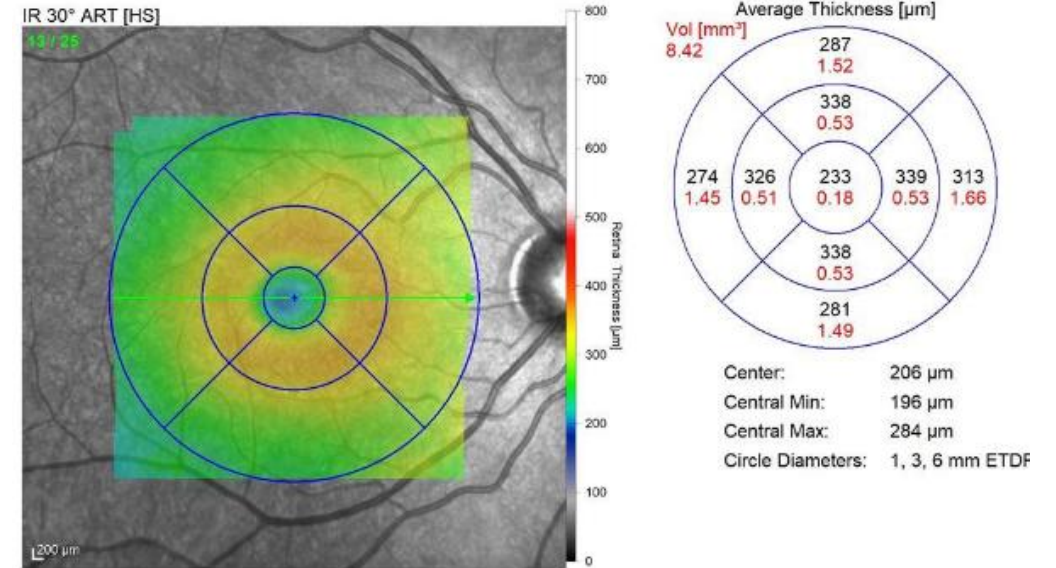 IR 30° ART [HS]
13 / 25
200 µm
800
700
600
500
400
300
200
100
0
Retina Thickness [µm]
Average Thickness [µm]
Vol [mm³]
8.42
287
1.52
338
0.53
274 326 233 339 313
1.45 0.51 0.18 0.53 1.66
338
0.53
281
1.49
Center: 206 µm
Central Min: 196 µm
Central Max: 284 µm
Circle Diameters: 1, 3, 6 mm ETDF